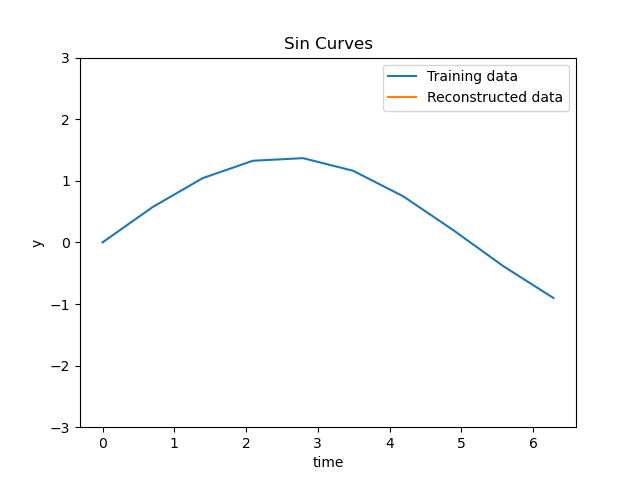 Sin Curves
Training data
Reconstructed data
3
2
1
0
−1
−2
−3
y
0 1 2 3 4 5 6
time